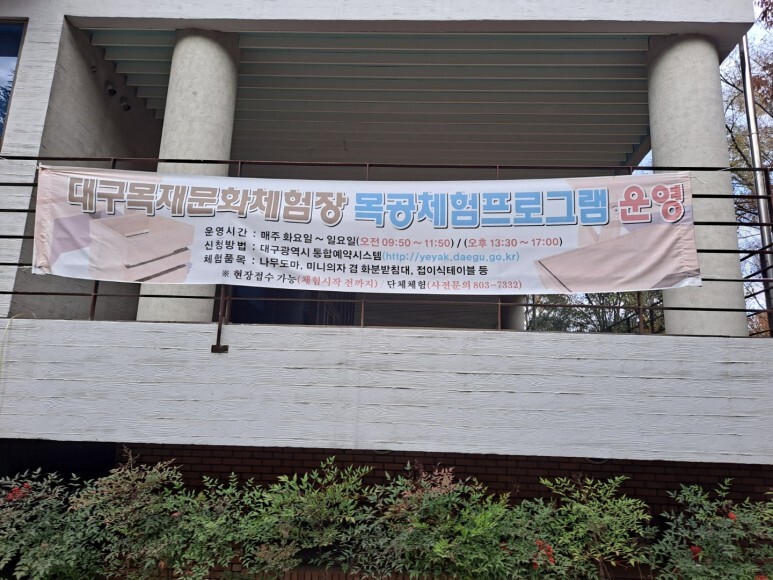 대구목재문화체험장 목공체험프로그램 운영
운영시간 : 매주 화요일 ~ 일요일(오전 09:50 ~ 11:50) / (오후 13:30 ~ 17:00)
신청방법 : 대구광역시 통합예약시스템(http://yeyak.daegu.go.kr)
체험품목 : 나무도마, 미니의자 겸 화분받침대, 접이식테이블 등
※ 현장접수 가능(체험시작 전까지) / 단체체험(사전문의 803-7332)